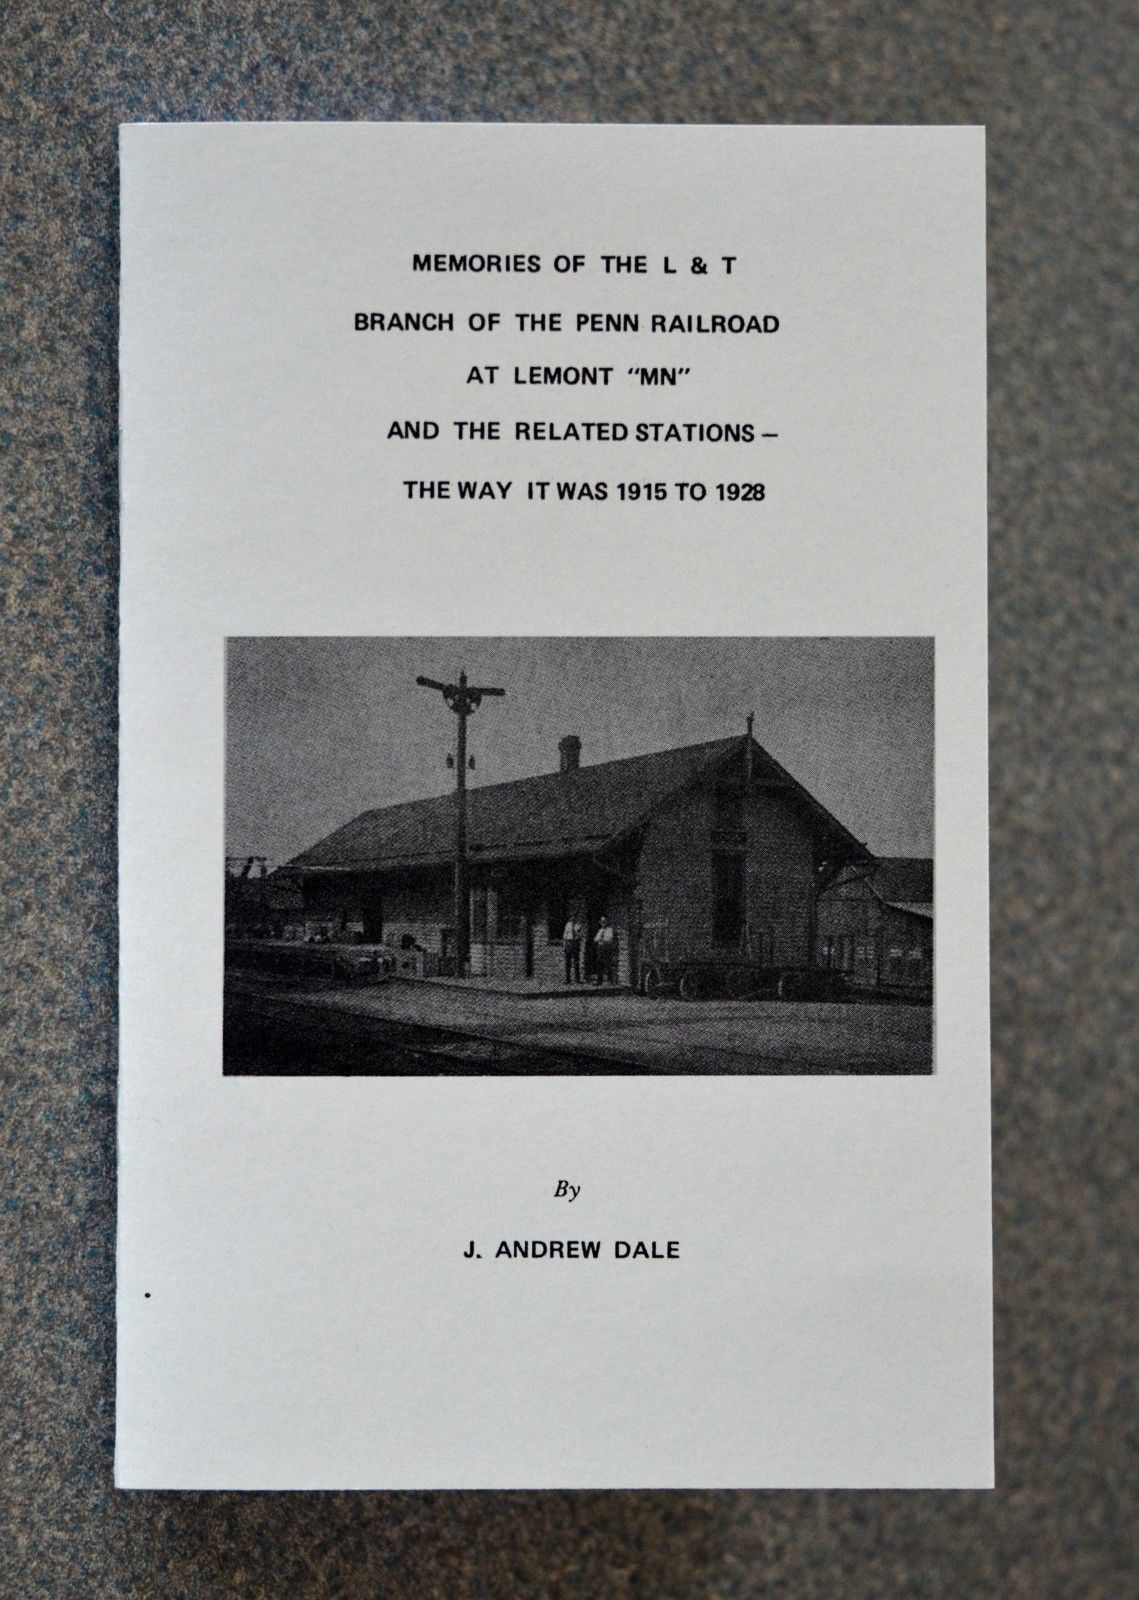 MEMORIES OF THE L & T
BRANCH OF THE PENN RAILROAD
AT LEMONT "MN"
AND THE RELATED STATIONS –
THE WAY IT WAS 1915 TO 1928
By
J. ANDREW DALE